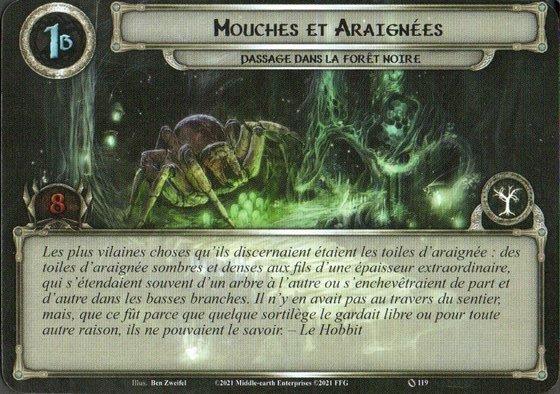 1B
MOUCHES ET ARAIGNÉES
PASSAGE DANS LA FORÊT NOIRE
8
Les plus vilaines choses qu'ils discernaient étaient les toiles d'araignée : des
toiles d'araignée sombres et denses aux fils d'une épaisseur extraordinaire,
qui s'étendaient souvent d'un arbre à l'autre ou s'enchevêtraient de part et
d'autre dans les basses branches. Il n'y en avait pas au travers du sentier,
mais, que ce fût parce que quelque sortilège le gardait libre ou pour toute
autre raison, ils ne pouvaient le savoir. – Le Hobbit
Illus. Ben Zweifel ©2021 Middle-earth Enterprises ©2021 FFG 119